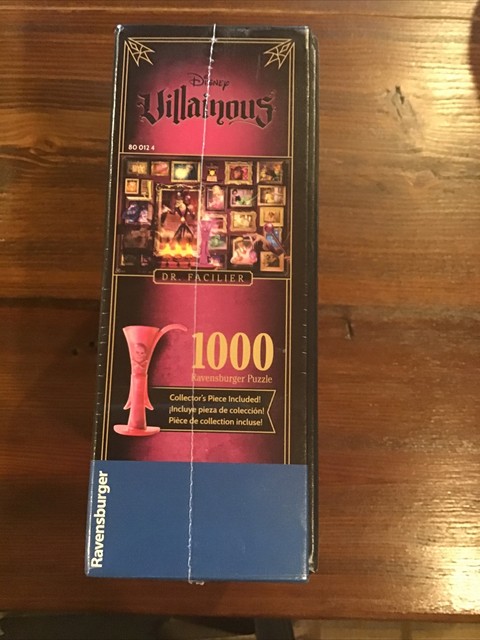 Disney
Villainous
80 012 4
DR. FACILIER
1000
Ravensburger Puzzle
Collector's Piece Included!
¡Incluye pieza de colección!
Pièce de collection incluse!
Ravensburger